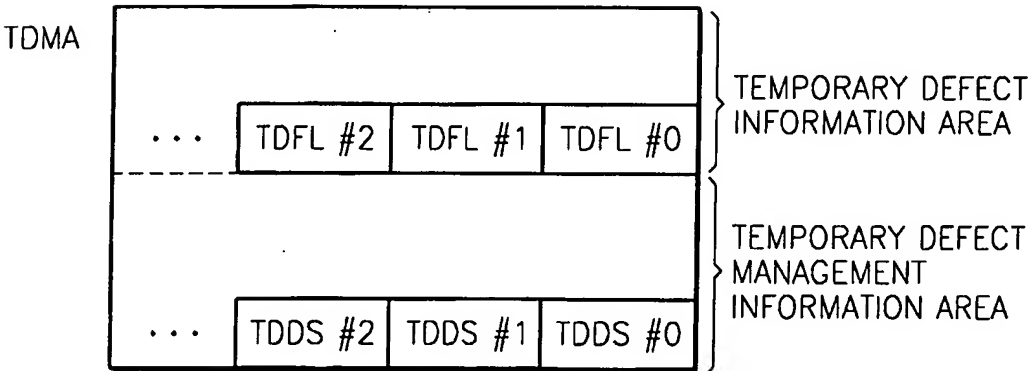 TDMA
TEMPORARY DEFECT
INFORMATION AREA
... TDFL #2 TDFL #1 TDFL #0
TEMPORARY DEFECT
MANAGEMENT
INFORMATION AREA
... TDDS #2 TDDS #1 TDDS #0